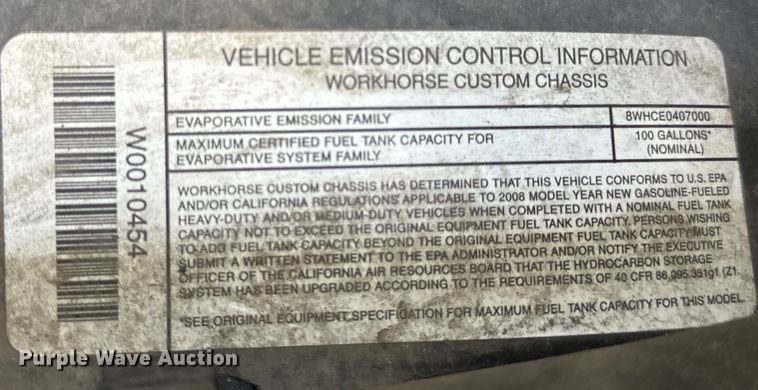 VEHICLE EMISSION CONTROL INFORMATION
WORKHORSE CUSTOM CHASSIS
EVAPORATIVE EMISSION FAMILY 8WHCE0407000
MAXIMUM CERTIFIED FUEL TANK CAPACITY FOR 100 GALLONS*
EVAPORATIVE SYSTEM FAMILY (NOMINAL)
WORKHORSE CUSTOM CHASSIS HAS DETERMINED THAT THIS VEHICLE CONFORMS TO U.S. EPA
AND/OR CALIFORNIA REGULATIONS APPLICABLE TO 2008 MODEL YEAR NEW GASOLINE-FUELED
HEAVY-DUTY AND/OR MEDIUM-DUTY VEHICLES WHEN COMPLETED WITH A NOMINAL FUEL TANK
CAPACITY NOT TO EXCEED THE ORIGINAL EQUIPMENT FUEL TANK CAPACITY. PERSONS WISHING
TO ADD FUEL TANK CAPACITY BEYOND THE ORIGINAL EQUIPMENT FUEL TANK CAPACITY MUST
SUBMIT A WRITTEN STATEMENT TO THE EPA ADMINISTRATOR AND/OR NOTIFY THE EXECUTIVE
OFFICER OF THE CALIFORNIA AIR RESOURCES BOARD THAT THE HYDROCARBON STORAGE
SYSTEM HAS BEEN UPGRADED ACCORDING TO THE REQUIREMENTS OF 40 CFR 86.095.351g1 (Z1.
*SEE ORIGINAL EQUIPMENT SPECIFICATION FOR MAXIMUM FUEL TANK CAPACITY FOR THIS MODEL.
W0010454
Purple Wave Auction